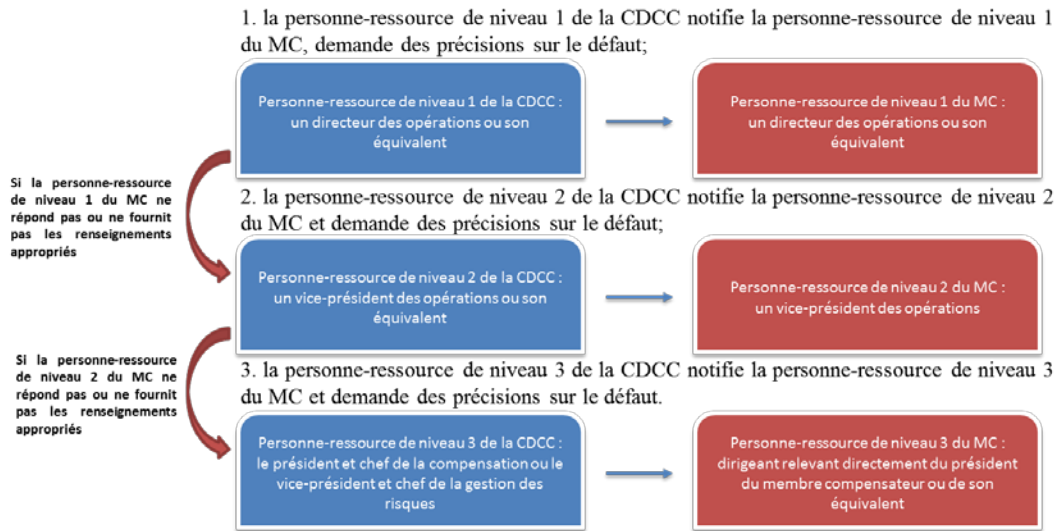 1. la personne-ressource de niveau 1 de la CDCC notifie la personne-ressource de niveau 1
du MC, demande des précisions sur le défaut;
Personne-ressource de niveau 1 de la CDCC :
un directeur des opérations ou son
équivalent
Personne-ressource de niveau 1 du MC :
un directeur des opérations ou son
équivalent
Si la personne-ressource
de niveau 1 du MC ne
répond pas ou ne fournit
pas les renseignements
appropriés
2. la personne-ressource de niveau 2 de la CDCC notifie la personne-ressource de niveau 2
du MC et demande des précisions sur le défaut;
Personne-ressource de niveau 2 de la CDCC :
un vice-président des opérations ou son
équivalent
Personne-ressource de niveau 2 du MC :
un vice-président des opérations
Si la personne-ressource
de niveau 2 du MC ne
répond pas ou ne fournit
pas les renseignements
appropriés
3. la personne-ressource de niveau 3 de la CDCC notifie la personne-ressource de niveau 3
du MC et demande des précisions sur le défaut.
Personne-ressource de niveau 3 de la CDCC :
le président et chef de la compensation ou le
vice-président et chef de la gestion des
risques
Personne-ressource de niveau 3 du MC :
dirigeant relevant directement du président
du membre compensateur ou de son
équivalent